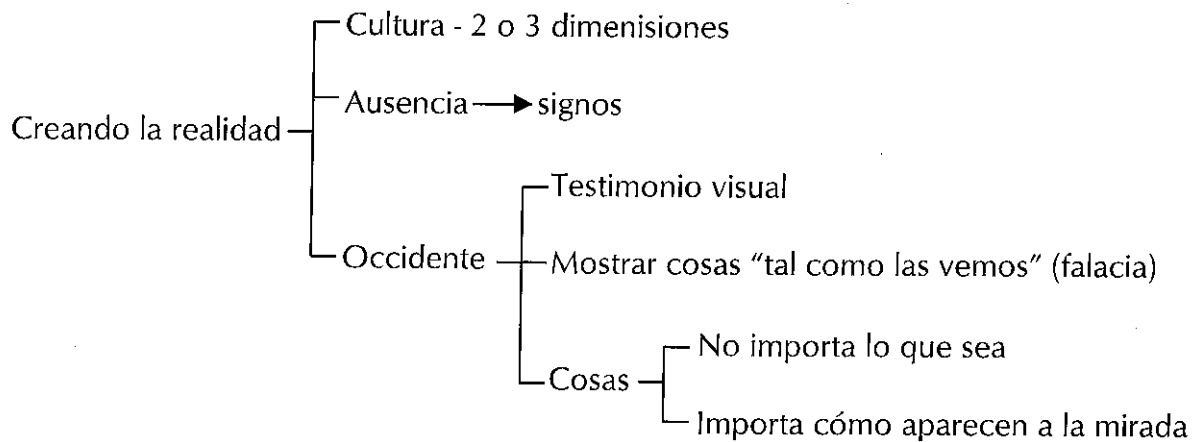 Cultura - 2 o 3 dimenisiones
Ausencia → signos
Creando la realidad
Testimonio visual
Occidente
Mostrar cosas “tal como las vemos” (falacia)
No importa lo que sea
Cosas
Importa cómo aparecen a la mirada